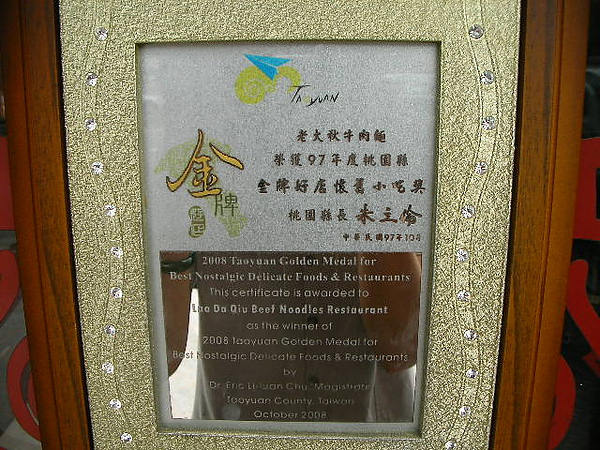 TAOYUAN
老大秋牛肉麵
榮獲97年度桃園縣
金牌好店懷舊小吃獎
桃園縣長 朱立倫
中華民國97年10月
金牌好店
2008 Taoyuan Golden Medal for
Best Nostalgic Delicate Foods & Restaurants
This certificate is awarded to
Lao Da Qiu Beef Noodles Restaurant
as the winner of
2008 Taoyuan Golden Medal for
Best Nostalgic Delicate Foods & Restaurants
by
Dr. Eric Li-luan Chu "Magistrate"
Taoyuan County, Taiwan
October 2008